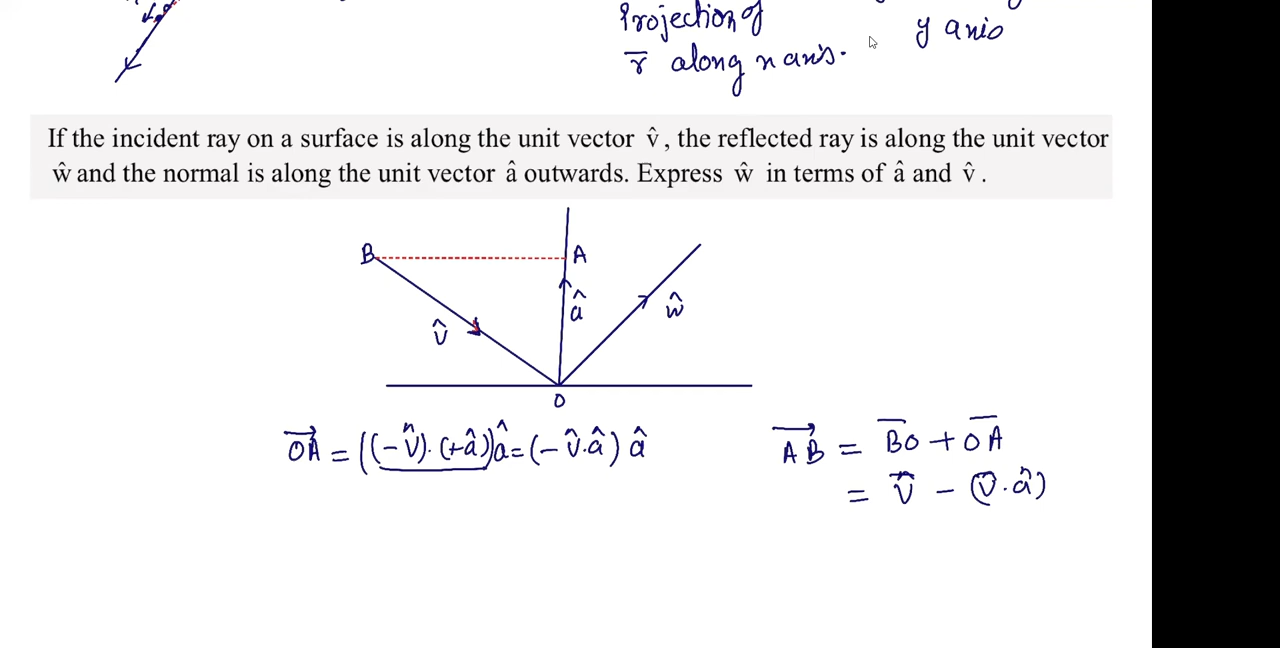 Projection of
y axis
r̅ along x axis.
If the incident ray on a surface is along the unit vector v̂, the reflected ray is along the unit vector
ŵ and the normal is along the unit vector â outwards. Express ŵ in terms of â and v̂.
B
A
â
ŵ
v̂
O
OA⃗ = ((-v̂).(+â))â = (-v̂.â) â
AB⃗ = B̅O̅ + O̅A̅
= v̂ - (v̂.â)